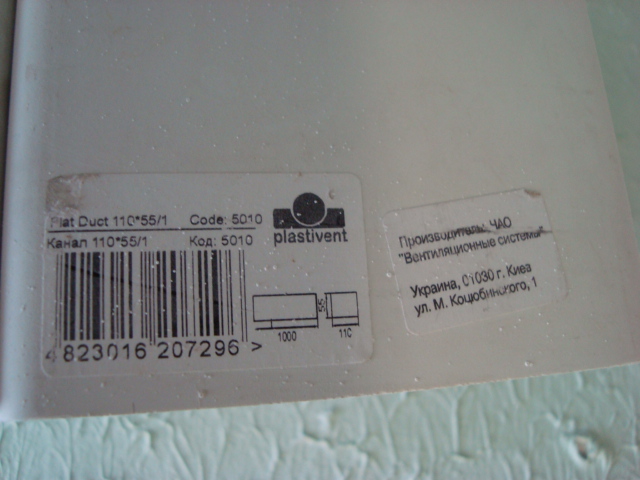 Flat Duct 110*55/1 Code: 5010
Канал 110*55/1 Код: 5010
plastivent
4 823016 207296 >
55
1000 110
Производитель: ЧАО
"Вентиляционные системы"
Украина, 01030 г. Киев
ул. М. Коцюбинского, 1